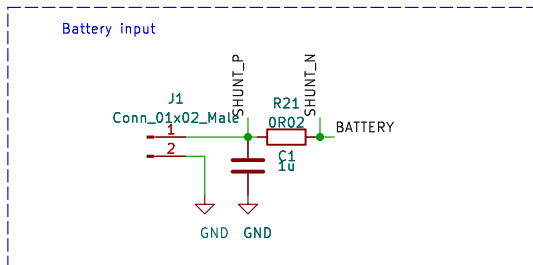 Battery input
SHUNT_P
SHUNT_N
J1
Conn_01x02_Male
R21
0R02
BATTERY
1
2
C1
1u
GND
GND